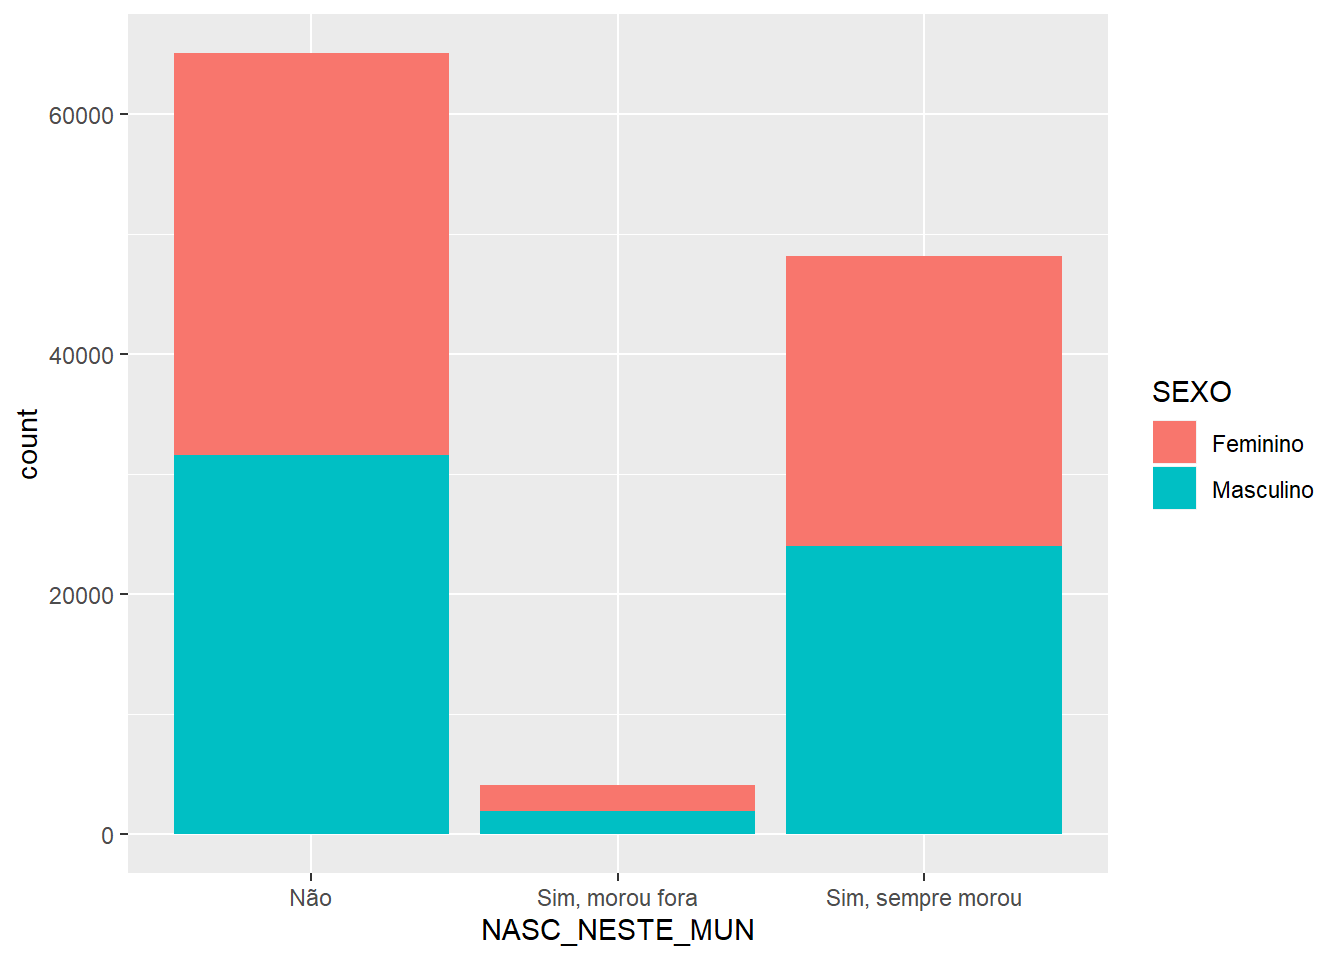 60000
40000
20000
0
count
Não
Sim, morou fora
Sim, sempre morou
NASC_NESTE_MUN
SEXO
Feminino
Masculino